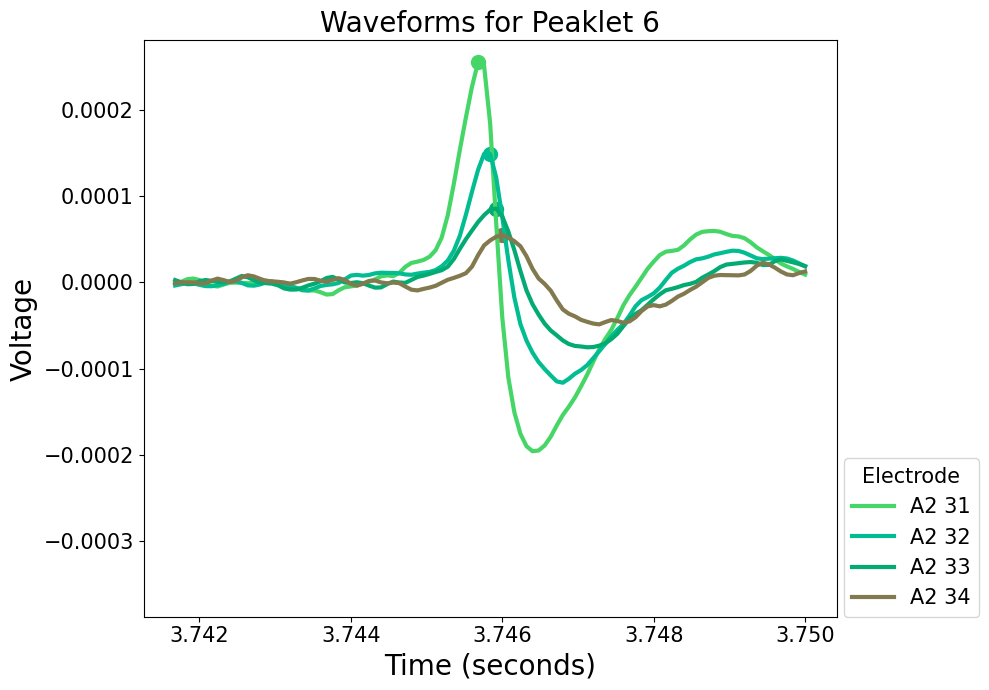 Waveforms for Peaklet 6
Voltage
0.0002
0.0001
0.0000
−0.0001
−0.0002
−0.0003
3.742 3.744 3.746 3.748 3.750
Time (seconds)
Electrode
A2 31
A2 32
A2 33
A2 34